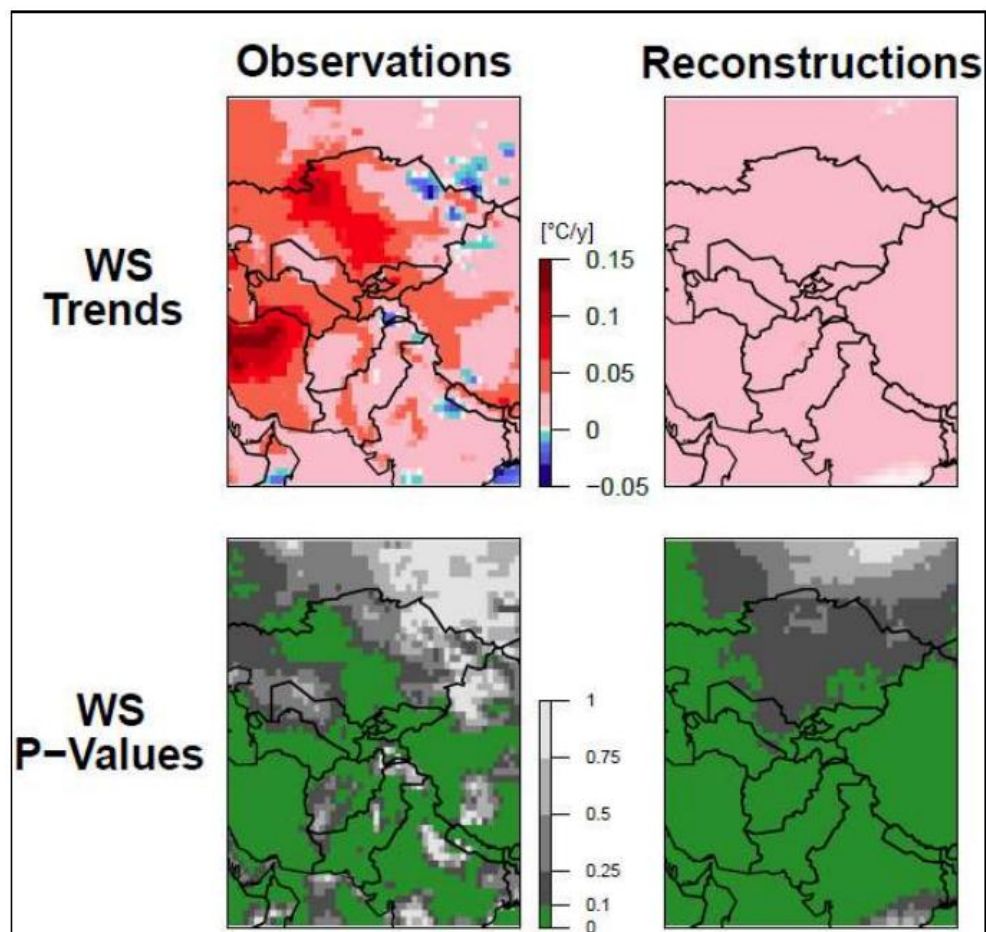 Observations
Reconstructions
WS
Trends
[°C/y]
0.15
0.1
0.05
0
−0.05
WS
P−Values
1
0.75
0.5
0.25
0.1
0